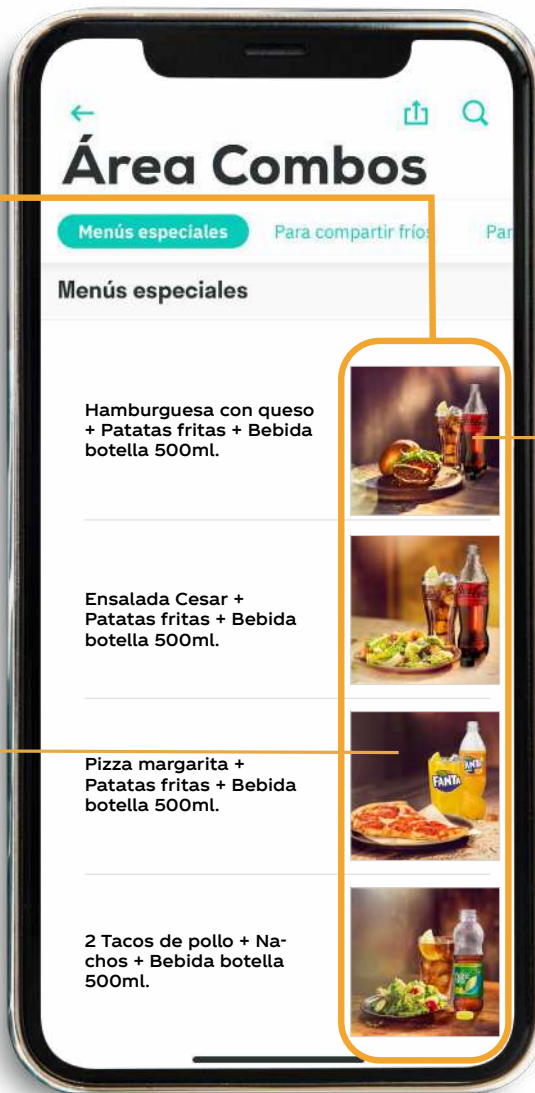 Área Combos
Menús especiales
Para compartir fríos
Par
Menús especiales
Hamburguesa con queso
+ Patatas fritas + Bebida
botella 500ml.
Ensalada Cesar +
Patatas fritas + Bebida
botella 500ml.
Pizza margarita +
Patatas fritas + Bebida
botella 500ml.
FANTA
FANTA
2 Tacos de pollo + Na-
chos + Bebida botella
500ml.